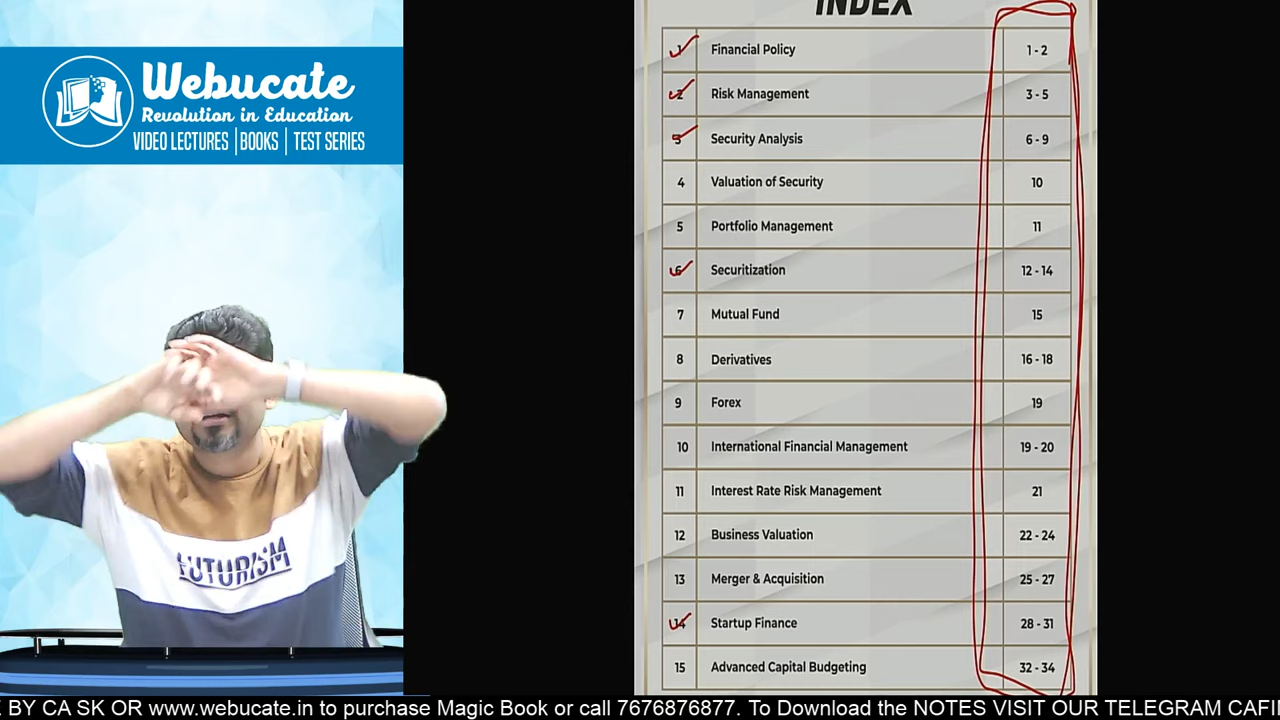 Webucate
Revolution in Education
VIDEO LECTURES | BOOKS | TEST SERIES
FUTURISM
INDEX
1 Financial Policy 1 - 2
2 Risk Management 3 - 5
3 Security Analysis 6 - 9
4 Valuation of Security 10
5 Portfolio Management 11
6 Securitization 12 - 14
7 Mutual Fund 15
8 Derivatives 16 - 18
9 Forex 19
10 International Financial Management 19 - 20
11 Interest Rate Risk Management 21
12 Business Valuation 22 - 24
13 Merger & Acquisition 25 - 27
14 Startup Finance 28 - 31
15 Advanced Capital Budgeting 32 - 34
E BY CA SK OR www.webucate.in to purchase Magic Book or call 7676876877. To Download the NOTES VISIT OUR TELEGRAM CAFI